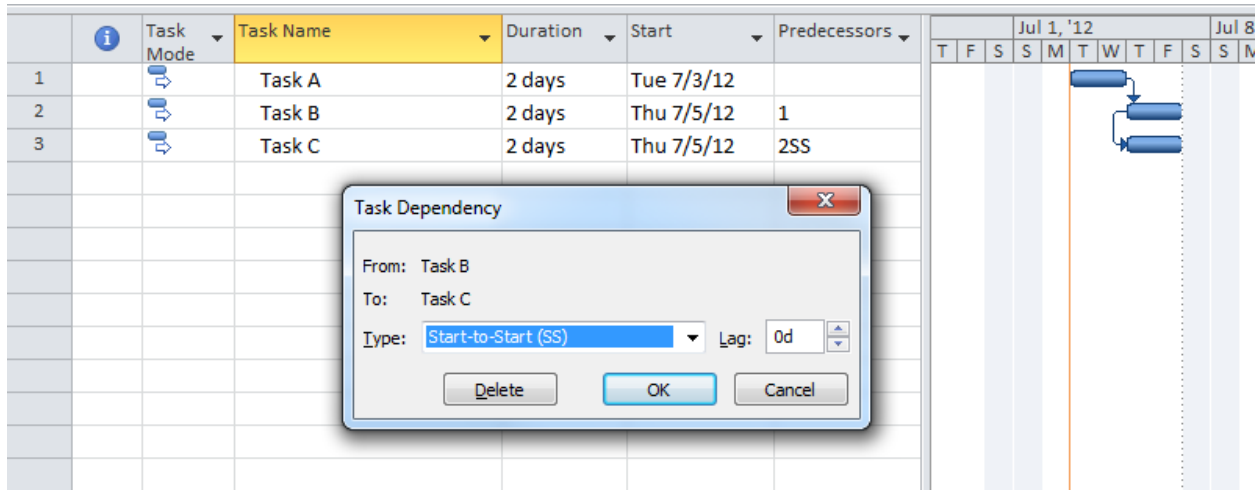 Task Mode Task Name Duration Start Predecessors
Jul 1, '12 Jul 8
T F S S M T W T F S S M
1 Task A 2 days Tue 7/3/12
2 Task B 2 days Thu 7/5/12 1
3 Task C 2 days Thu 7/5/12 2SS
Task Dependency
From: Task B
To: Task C
Type: Start-to-Start (SS) Lag: 0d
Delete OK Cancel